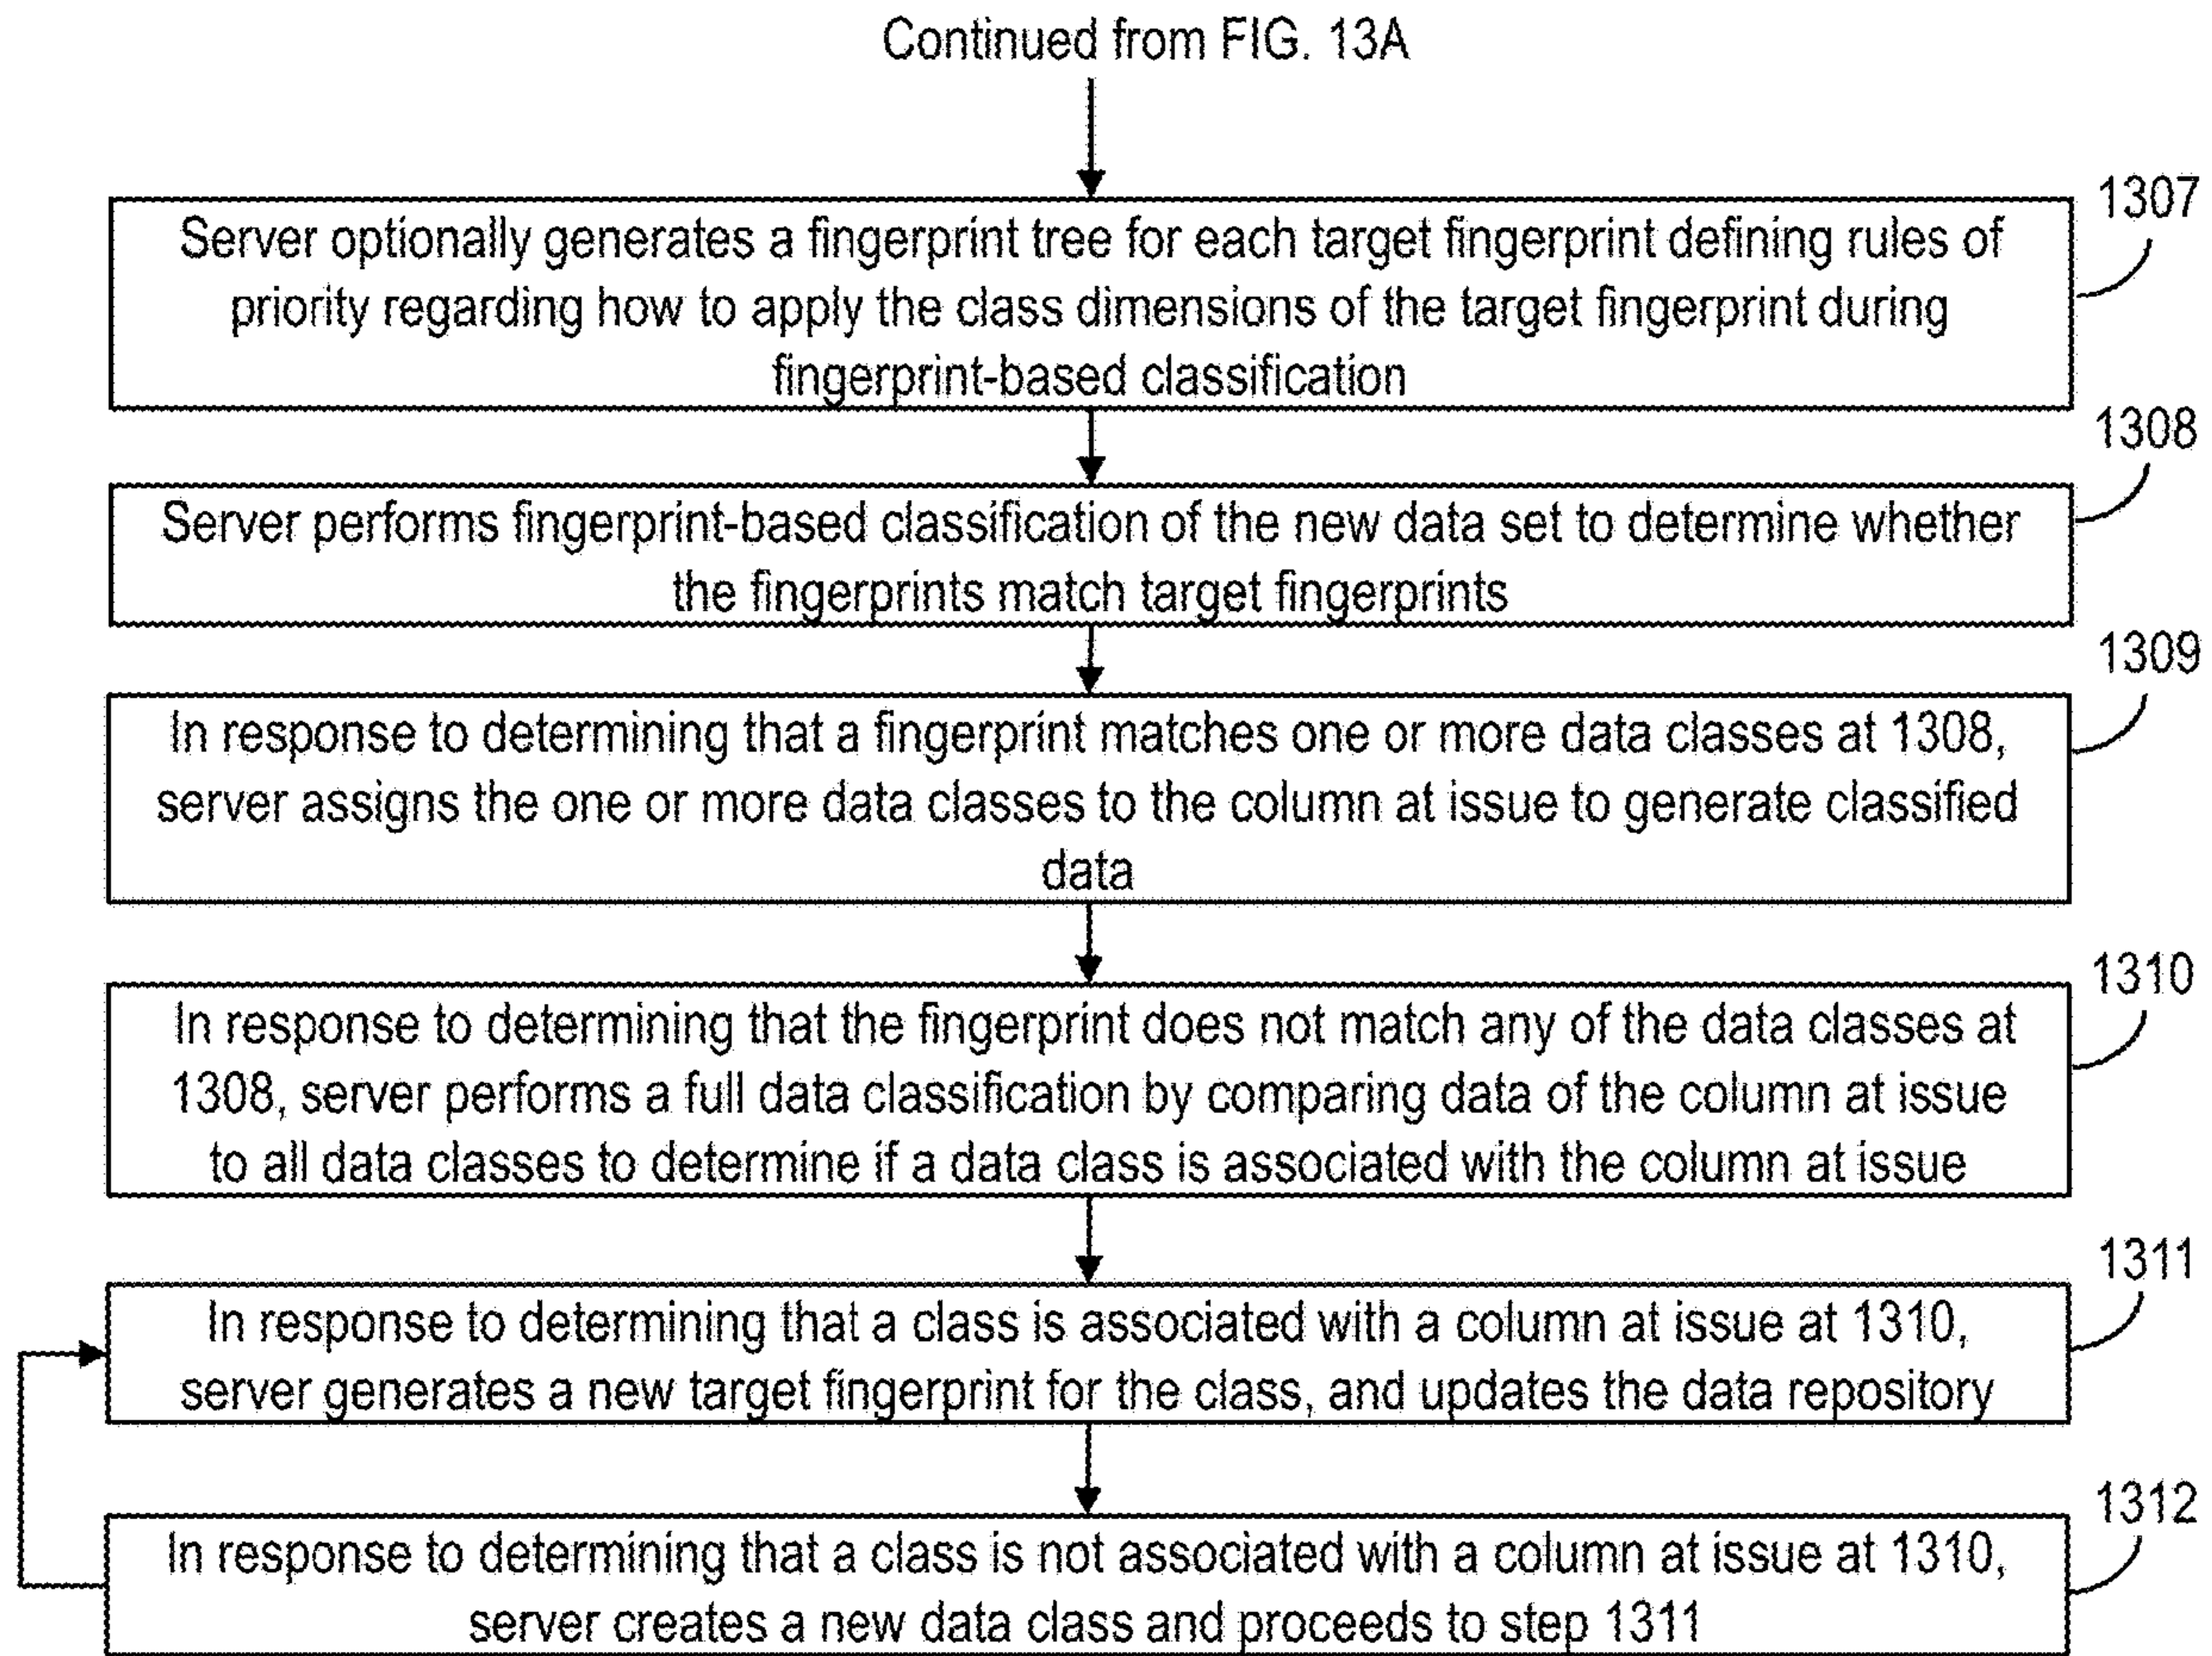 Continued from FIG. 13A
1307
Server optionally generates a fingerprint tree for each target fingerprint defining rules of
priority regarding how to apply the class dimensions of the target fingerprint during
fingerprint-based classification
1308
Server performs fingerprint-based classification of the new data set to determine whether
the fingerprints match target fingerprints
1309
In response to determining that a fingerprint matches one or more data classes at 1308,
server assigns the one or more data classes to the column at issue to generate classified
data
1310
In response to determining that the fingerprint does not match any of the data classes at
1308, server performs a full data classification by comparing data of the column at issue
to all data classes to determine if a data class is associated with the column at issue
1311
In response to determining that a class is associated with a column at issue at 1310,
server generates a new target fingerprint for the class, and updates the data repository
1312
In response to determining that a class is not associated with a column at issue at 1310,
server creates a new data class and proceeds to step 1311